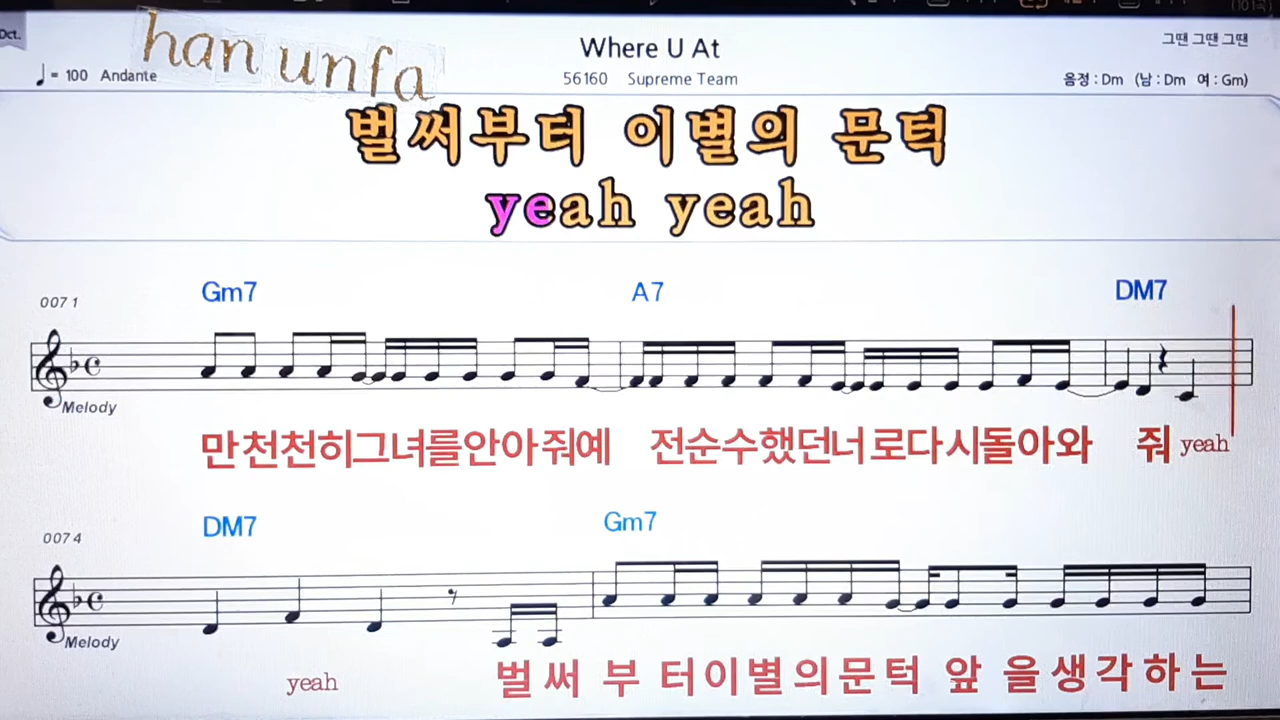 Oct.
han unfa
Where U At
그땐 그땐 그땐
♩= 100 Andante
56160 Supreme Team
음정 : Dm (남 : Dm 여 : Gm)
벌써부터 이별의 문턱
yeah yeah
Gm7 A7 DM7
0071
Melody
만천천히그녀를안아줘예 전순수했던너로다시돌아와 줘 yeah
DM7 Gm7
0074
Melody
yeah 벌써 부 터이별의문턱 앞 을생각하는